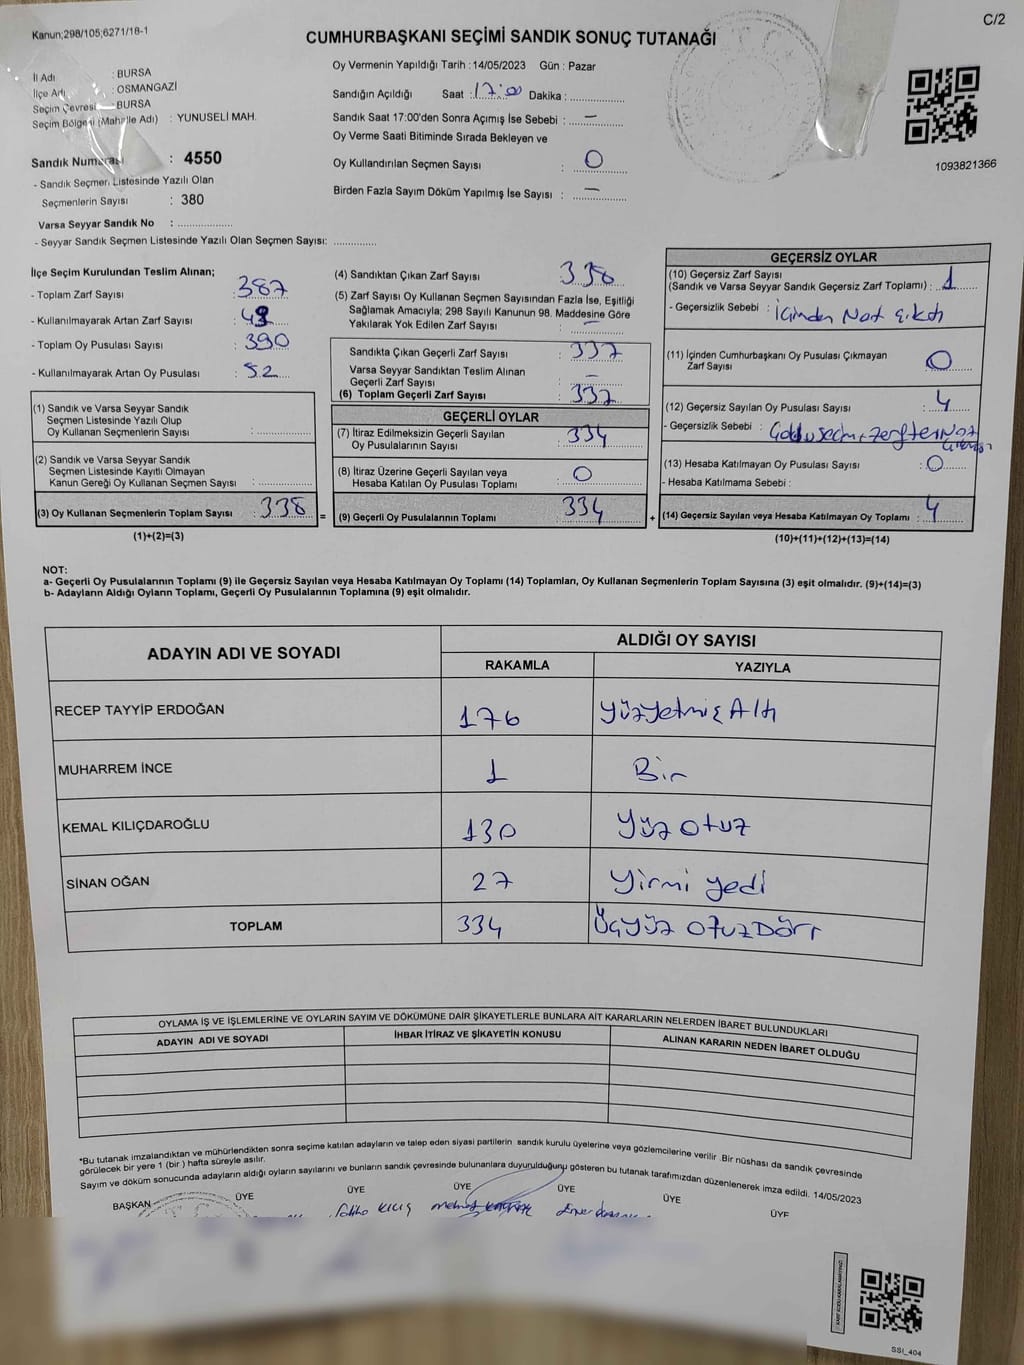 C/2
Kanun;298/105;6271/18-1
CUMHURBAŞKANI SEÇİMİ SANDIK SONUÇ TUTANAĞI
İl Adı : BURSA
İlçe Adı : OSMANGAZİ
Seçim Çevresi : BURSA
Seçim Bölgesi (Mahalle Adı) : YUNUSELİ MAH.
Sandık Numarası : 4550
- Sandık Seçmen Listesinde Yazılı Olan
Seçmenlerin Sayısı : 380
Varsa Seyyar Sandık No : ..................
- Seyyar Sandık Seçmen Listesinde Yazılı Olan Seçmen Sayısı: ..............
Oy Vermenin Yapıldığı Tarih : 14/05/2023 Gün : Pazar
Sandığın Açıldığı Saat : 17:00 Dakika : ..............
Sandık Saat 17:00'den Sonra Açımış İse Sebebi : —
Oy Verme Saati Bitiminde Sırada Bekleyen ve
Oy Kullandırılan Seçmen Sayısı : 0
Birden Fazla Sayım Döküm Yapılmış İse Sayısı : —
1093821366
İlçe Seçim Kurulundan Teslim Alınan;
- Toplam Zarf Sayısı : 387
- Kullanılmayarak Artan Zarf Sayısı : 49
- Toplam Oy Pusulası Sayısı : 390
- Kullanılmayarak Artan Oy Pusulası : 52
(1) Sandık ve Varsa Seyyar Sandık
Seçmen Listesinde Yazılı Olup
Oy Kullanan Seçmenlerin Sayısı : ..............
(2) Sandık ve Varsa Seyyar Sandık
Seçmen Listesinde Kayıtlı Olmayan
Kanun Gereği Oy Kullanan Seçmen Sayısı : ..............
(3) Oy Kullanan Seçmenlerin Toplam Sayısı : 338 =
(1)+(2)=(3)
(4) Sandıktan Çıkan Zarf Sayısı : 338
(5) Zarf Sayısı Oy Kullanan Seçmen Sayısından Fazla İse, Eşitliği
Sağlamak Amacıyla; 298 Sayılı Kanunun 98. Maddesine Göre
Yakılarak Yok Edilen Zarf Sayısı : —
Sandıkta Çıkan Geçerli Zarf Sayısı : 337
Varsa Seyyar Sandıktan Teslim Alınan
Geçerli Zarf Sayısı : —
(6) Toplam Geçerli Zarf Sayısı : 337
GEÇERLİ OYLAR
(7) İtiraz Edilmeksizin Geçerli Sayılan
Oy Pusulalarının Sayısı : 334
(8) İtiraz Üzerine Geçerli Sayılan veya
Hesaba Katılan Oy Pusulası Toplamı : 0
(9) Geçerli Oy Pusulalarının Toplamı : 334 +
GEÇERSİZ OYLAR
(10) Geçersiz Zarf Sayısı
(Sandık ve Varsa Seyyar Sandık Geçersiz Zarf Toplamı) : 1
- Geçersizlik Sebebi : İçinden Not Çıktı
(11) İçinden Cumhurbaşkanı Oy Pusulası Çıkmayan
Zarf Sayısı : 0
(12) Geçersiz Sayılan Oy Pusulası Sayısı : 4
- Geçersizlik Sebebi :
(13) Hesaba Katılmayan Oy Pusulası Sayısı : 0
- Hesaba Katılmama Sebebi :
(14) Geçersiz Sayılan veya Hesaba Katılmayan Oy Toplamı : 4
(10)+(11)+(12)+(13)=(14)
NOT:
a- Geçerli Oy Pusulalarının Toplamı (9) ile Geçersiz Sayılan veya Hesaba Katılmayan Oy Toplamı (14) Toplamları, Oy Kullanan Seçmenlerin Toplam Sayısına (3) eşit olmalıdır. (9)+(14)=(3)
b- Adayların Aldığı Oyların Toplamı, Geçerli Oy Pusulalarının Toplamına (9) eşit olmalıdır.
ADAYIN ADI VE SOYADI ALDIĞI OY SAYISI
RAKAMLA YAZIYLA
RECEP TAYYİP ERDOĞAN 176 Yüzyetmiş Altı
MUHARREM İNCE 1 Bir
KEMAL KILIÇDAROĞLU 130 Yüz otuz
SİNAN OĞAN 27 Yirmi yedi
TOPLAM 334 Üçyüz otuzDört
OYLAMA İŞ VE İŞLEMLERİNE VE OYLARIN SAYIM VE DÖKÜMÜNE DAİR ŞİKAYETLERLE BUNLARA AİT KARARLARIN NELERDEN İBARET BULUNDUKLARI
ADAYIN ADI VE SOYADI İHBAR İTİRAZ VE ŞİKAYETİN KONUSU ALINAN KARARIN NEDEN İBARET OLDUĞU
*Bu tutanak imzalandıktan ve mühürlendikten sonra seçime katılan adayların ve talep eden siyasi partilerin sandık kurulu üyelerine veya gözlemcilerine verilir .Bir nüshası da sandık çevresinde
görülecek bir yere 1 (bir ) hafta süreyle asılır.
Sayım ve döküm sonucunda adayların aldığı oyların sayılarını ve bunların sandık çevresinde bulunanlara duyurulduğunu gösteren bu tutanak tarafımızdan düzenlenerek imza edildi. 14/05/2023
BAŞKAN ÜYE ÜYE ÜYE ÜYE ÜYE ÜYE
SSI_404